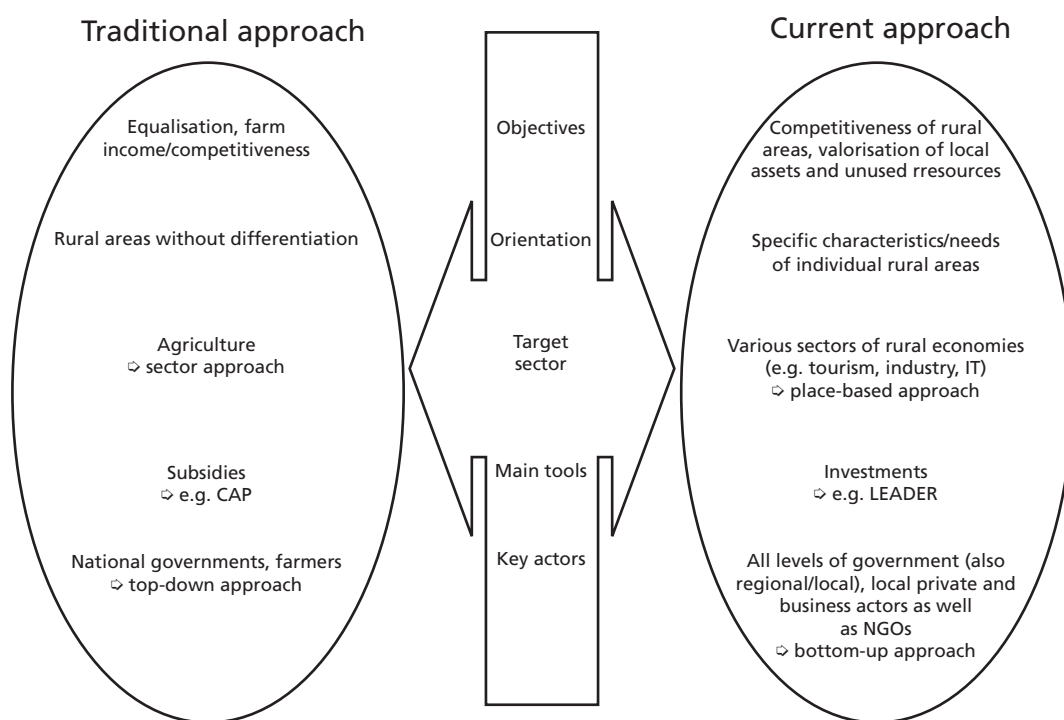 Traditional approach
Current approach
Equalisation, farm
income/competitiveness
Objectives
Competitiveness of rural
areas, valorisation of local
assets and unused rresources
Rural areas without differentiation
Orientation
Specific characteristics/needs
of individual rural areas
Agriculture
➪ sector approach
Target
sector
Various sectors of rural economies
(e.g. tourism, industry, IT)
➪ place-based approach
Subsidies
➪ e.g. CAP
Main tools
Investments
➪ e.g. LEADER
National governments, farmers
➪ top-down approach
Key actors
All levels of government (also
regional/local), local private and
business actors as well
as NGOs
➪ bottom-up approach